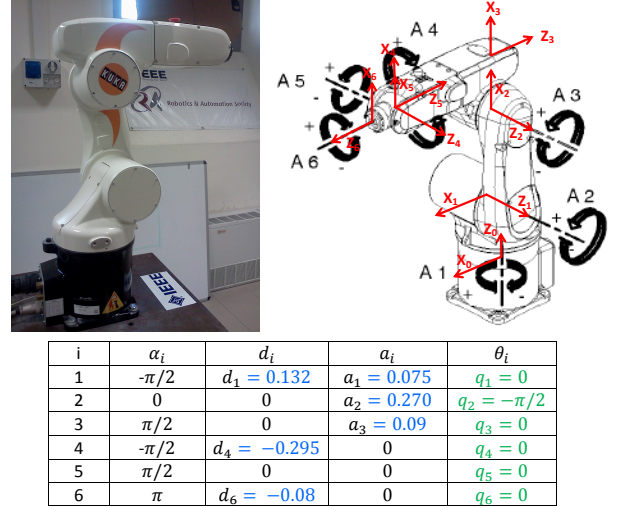 KUKA
IEEE
Robotics & Automation Society
IEEE
A 1
A 2
A 3
A 4
A 5
A 6
+
-
X₃
Z₃
X₂
Z₂
X₅
Z₅
Z₄
X₆
Z₆
X₁
Z₁
Z₀
X₀
i αᵢ dᵢ aᵢ θᵢ
1 -π/2 d₁ = 0.132 a₁ = 0.075 q₁ = 0
2 0 0 a₂ = 0.270 q₂ = −π/2
3 π/2 0 a₃ = 0.09 q₃ = 0
4 -π/2 d₄ = −0.295 0 q₄ = 0
5 π/2 0 0 q₅ = 0
6 π d₆ = −0.08 0 q₆ = 0